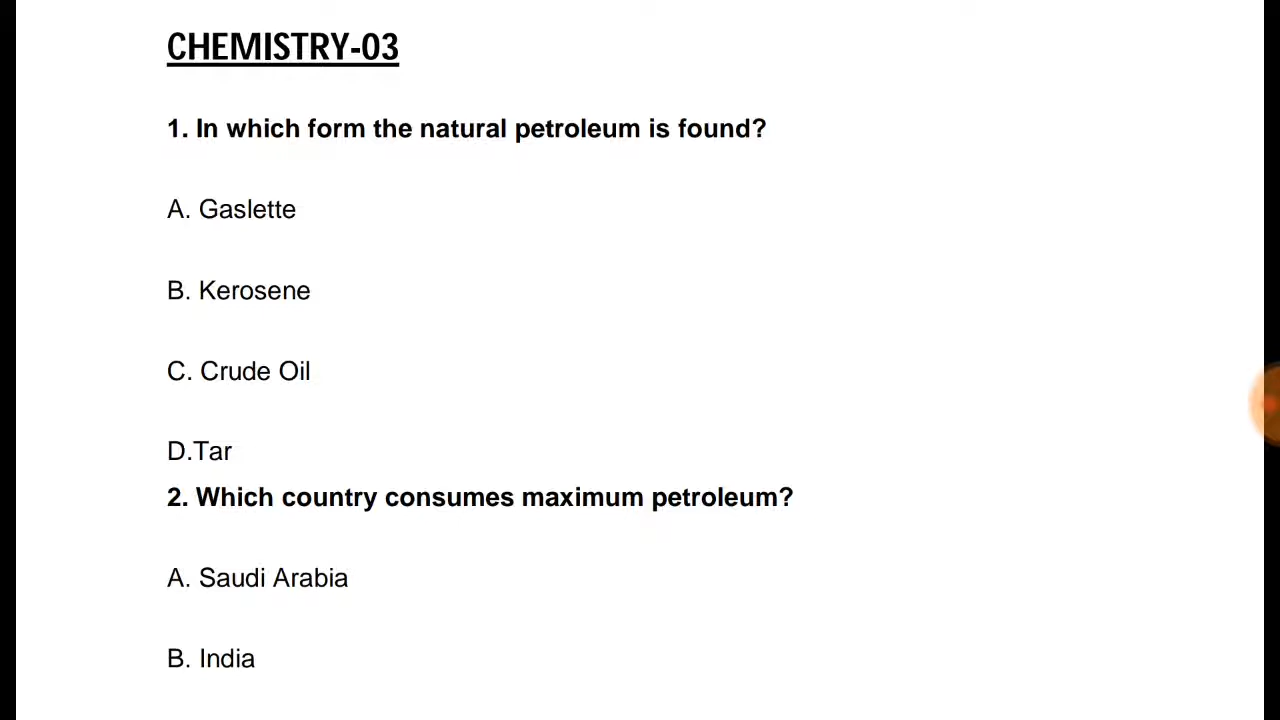 CHEMISTRY-03
1. In which form the natural petroleum is found?
A. Gaslette
B. Kerosene
C. Crude Oil
D.Tar
2. Which country consumes maximum petroleum?
A. Saudi Arabia
B. India